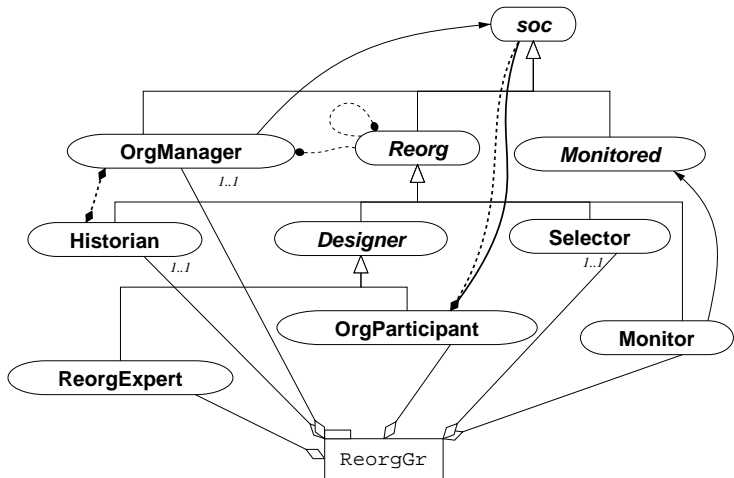 soc
OrgManager
Reorg
Monitored
1..1
Historian
Designer
Selector
1..1
1..1
OrgParticipant
Monitor
ReorgExpert
ReorgGr